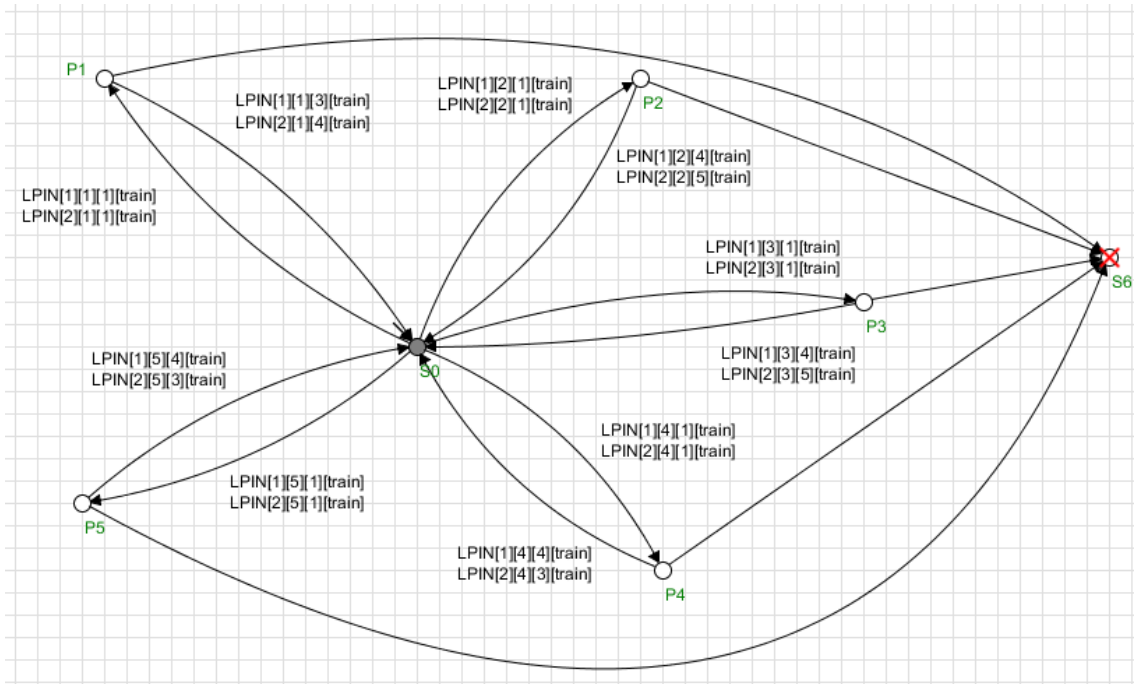 P1
LPIN[1][1][3][train]
LPIN[2][1][4][train]
LPIN[1][2][1][train]
LPIN[2][2][1][train]
P2
LPIN[1][2][4][train]
LPIN[2][2][5][train]
LPIN[1][1][1][train]
LPIN[2][1][1][train]
LPIN[1][3][1][train]
LPIN[2][3][1][train]
S6
P3
LPIN[1][3][4][train]
LPIN[2][3][5][train]
S0
LPIN[1][5][4][train]
LPIN[2][5][3][train]
LPIN[1][4][1][train]
LPIN[2][4][1][train]
LPIN[1][5][1][train]
LPIN[2][5][1][train]
P5
LPIN[1][4][4][train]
LPIN[2][4][3][train]
P4